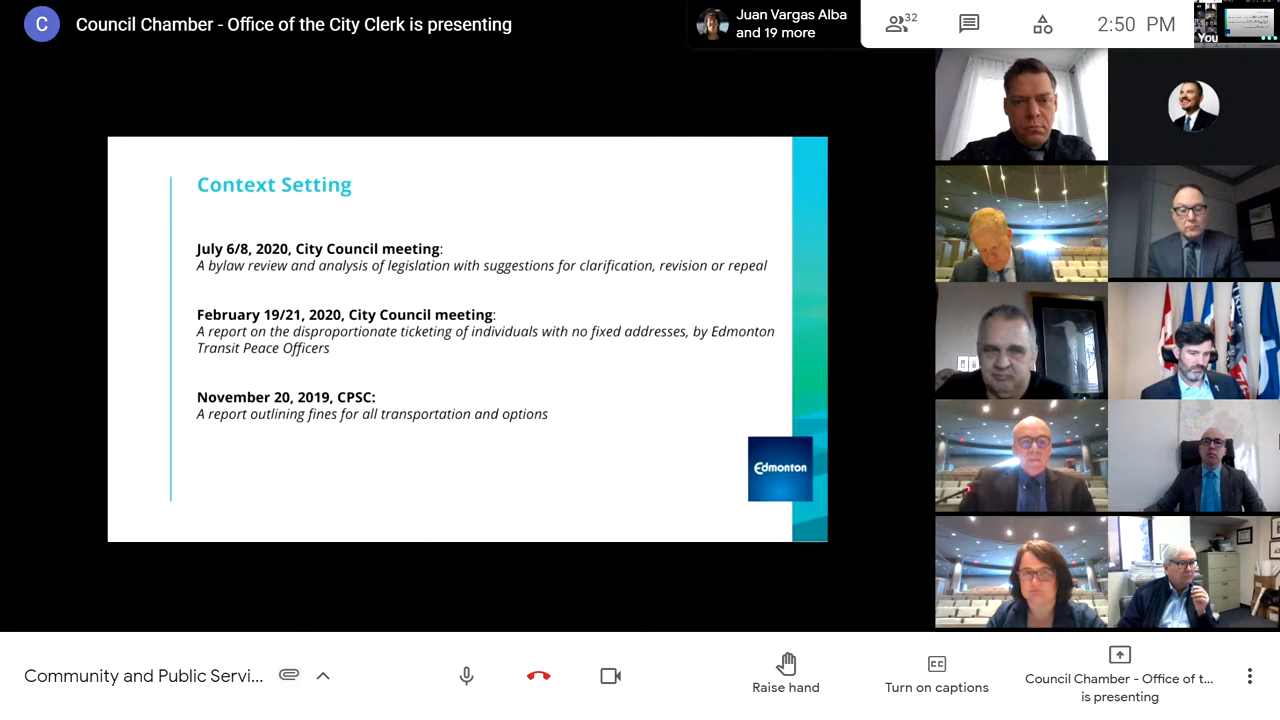 C
Council Chamber - Office of the City Clerk is presenting
Juan Vargas Alba
and 19 more
32
2:50 PM
You
Context Setting
July 6/8, 2020, City Council meeting:
A bylaw review and analysis of legislation with suggestions for clarification, revision or repeal
February 19/21, 2020, City Council meeting:
A report on the disproportionate ticketing of individuals with no fixed addresses, by Edmonton
Transit Peace Officers
November 20, 2019, CPSC:
A report outlining fines for all transportation and options
Edmonton
Community and Public Servi...
Raise hand
CC
Turn on captions
Council Chamber - Office of t...
is presenting